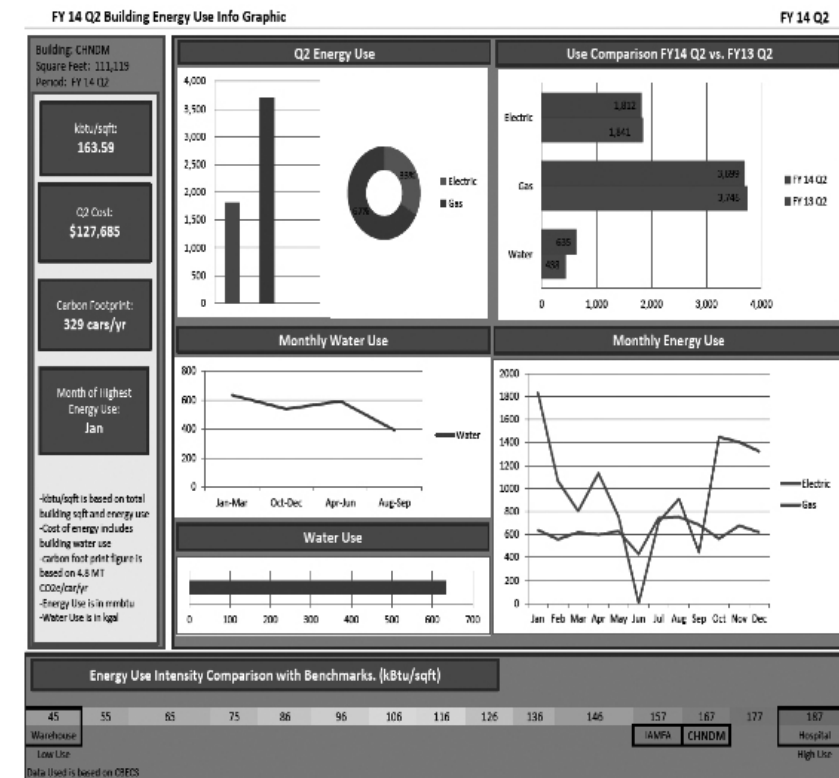 FY 14 Q2 Building Energy Use Info Graphic
FY 14 Q2
Building: CHNDM
Square Feet: 111,119
Period: FY 14 Q2
kbtu/sqft:
163.59
Q2 Cost:
$127,685
Carbon Footprint:
329 cars/yr
Month of Highest
Energy Use:
Jan
-kbtu/sqft is based on total
building sqft and energy use
-Cost of energy includes
building water use
-carbon foot print figure is
based on 4.8 MT
CO2e/car/yr
-Energy Use is in mmbtu
-Water Use is in kgal
Q2 Energy Use
4,000
3,500
3,000
2,500
2,000
1,500
1,000
500
0
33%
67%
Electric
Gas
Use Comparison FY14 Q2 vs. FY13 Q2
Electric
1,812
1,841
Gas
3,699
3,746
Water
635
433
0 1,000 2,000 3,000 4,000
FY 14 Q2
FY 13 Q2
Monthly Water Use
800
600
400
200
0
Jan-Mar Oct-Dec Apr-Jun Aug-Sep
Water
Water Use
0 100 200 300 400 500 600 700
Monthly Energy Use
2000
1800
1600
1400
1200
1000
800
600
400
200
0
Jan Feb Mar Apr May Jun Jul Aug Sep Oct Nov Dec
Electric
Gas
Energy Use Intensity Comparison with Benchmarks. (kBtu/sqft)
45 55 65 75 86 96 106 116 126 136 146 157 167 177 187
Warehouse IAMFA CHNDM Hospital
Low Use High Use
Data Used is based on CBECS